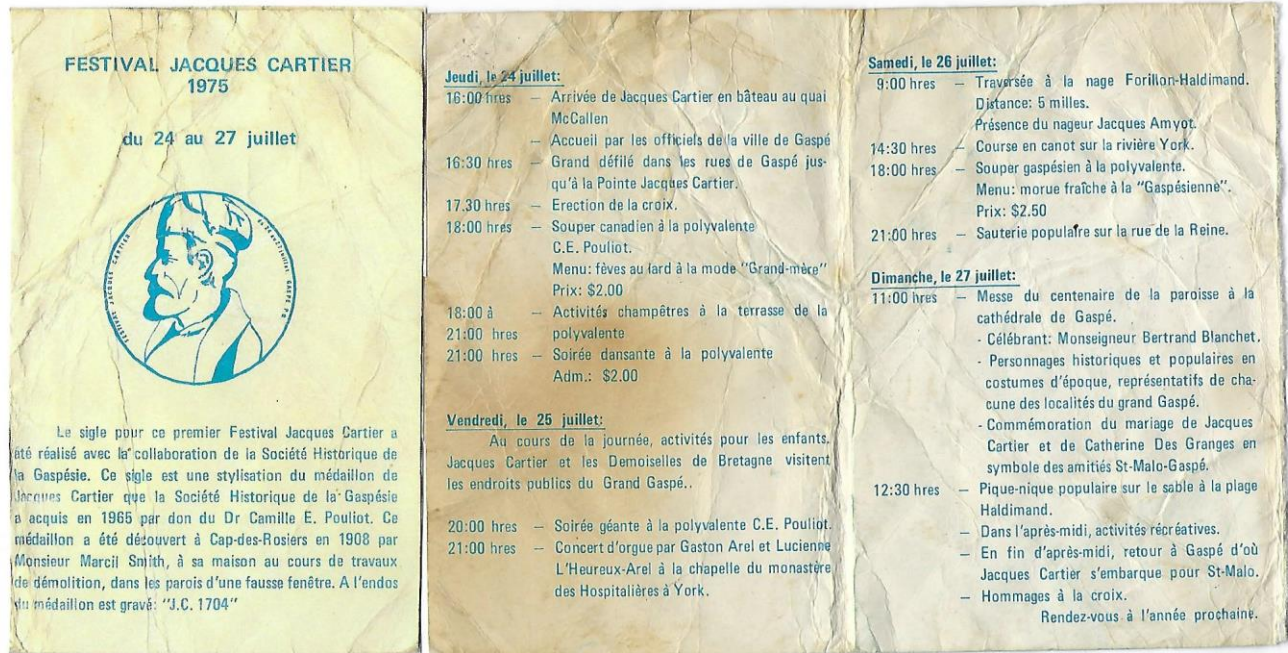 FESTIVAL JACQUES CARTIER
1975
du 24 au 27 juillet
FESTIVAL JACQUES CARTIER
du 24 au 27 juillet GASPÉ P.Q.
Le sigle pour ce premier Festival Jacques Cartier a
été réalisé avec la collaboration de la Société Historique de
la Gaspésie. Ce sigle est une stylisation du médaillon de
Jacques Cartier que la Société Historique de la Gaspésie
a acquis en 1965 par don du Dr Camille E. Pouliot. Ce
médaillon a été découvert à Cap-des-Rosiers en 1908 par
Monsieur Marcil Smith, à sa maison au cours de travaux
de démolition, dans les parois d'une fausse fenêtre. A l'endos
du médaillon est gravé: "J.C. 1704"
Jeudi, le 24 juillet:
16:00 hres — Arrivée de Jacques Cartier en bâteau au quai
McCallen
— Accueil par les officiels de la ville de Gaspé
16:30 hres — Grand défilé dans les rues de Gaspé jus-
qu'à la Pointe Jacques Cartier.
17.30 hres — Erection de la croix.
18:00 hres — Souper canadien à la polyvalente
C.E. Pouliot.
Menu: fèves au lard à la mode "Grand-mère"
Prix: $2.00
18:00 à — Activités champêtres à la terrasse de la
21:00 hres polyvalente
21:00 hres — Soirée dansante à la polyvalente
Adm.: $2.00
Vendredi, le 25 juillet:
Au cours de la journée, activités pour les enfants.
Jacques Cartier et les Demoiselles de Bretagne visitent
les endroits publics du Grand Gaspé..
20:00 hres — Soirée géante à la polyvalente C.E. Pouliot.
21:00 hres — Concert d'orgue par Gaston Arel et Lucienne
L'Heureux-Arel à la chapelle du monastère
des Hospitalières à York.
Samedi, le 26 juillet:
9:00 hres — Traversée à la nage Forillon-Haldimand.
Distance: 5 milles.
Présence du nageur Jacques Amyot.
14:30 hres — Course en canot sur la rivière York.
18:00 hres — Souper gaspésien à la polyvalente.
Menu: morue fraîche à la "Gaspésienne".
Prix: $2.50
21:00 hres — Sauterie populaire sur la rue de la Reine.
Dimanche, le 27 juillet:
11:00 hres — Messe du centenaire de la paroisse à la
cathédrale de Gaspé.
- Célébrant: Monseigneur Bertrand Blanchet.
- Personnages historiques et populaires en
costumes d'époque, représentatifs de cha-
cune des localités du grand Gaspé.
- Commémoration du mariage de Jacques
Cartier et de Catherine Des Granges en
symbole des amitiés St-Malo-Gaspé.
12:30 hres — Pique-nique populaire sur le sable à la plage
Haldimand.
— Dans l'après-midi, activités récréatives.
— En fin d'après-midi, retour à Gaspé d'où
Jacques Cartier s'embarque pour St-Malo.
— Hommages à la croix.
Rendez-vous à l'année prochaine.